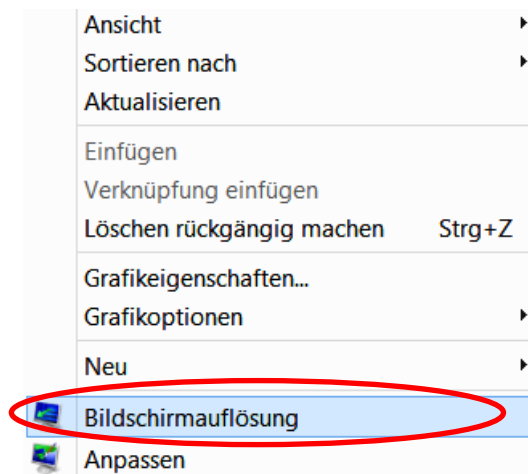 Ansicht
Sortieren nach
Aktualisieren
Einfügen
Verknüpfung einfügen
Löschen rückgängig machen Strg+Z
Grafikeigenschaften...
Grafikoptionen
Neu
Bildschirmauflösung
Anpassen